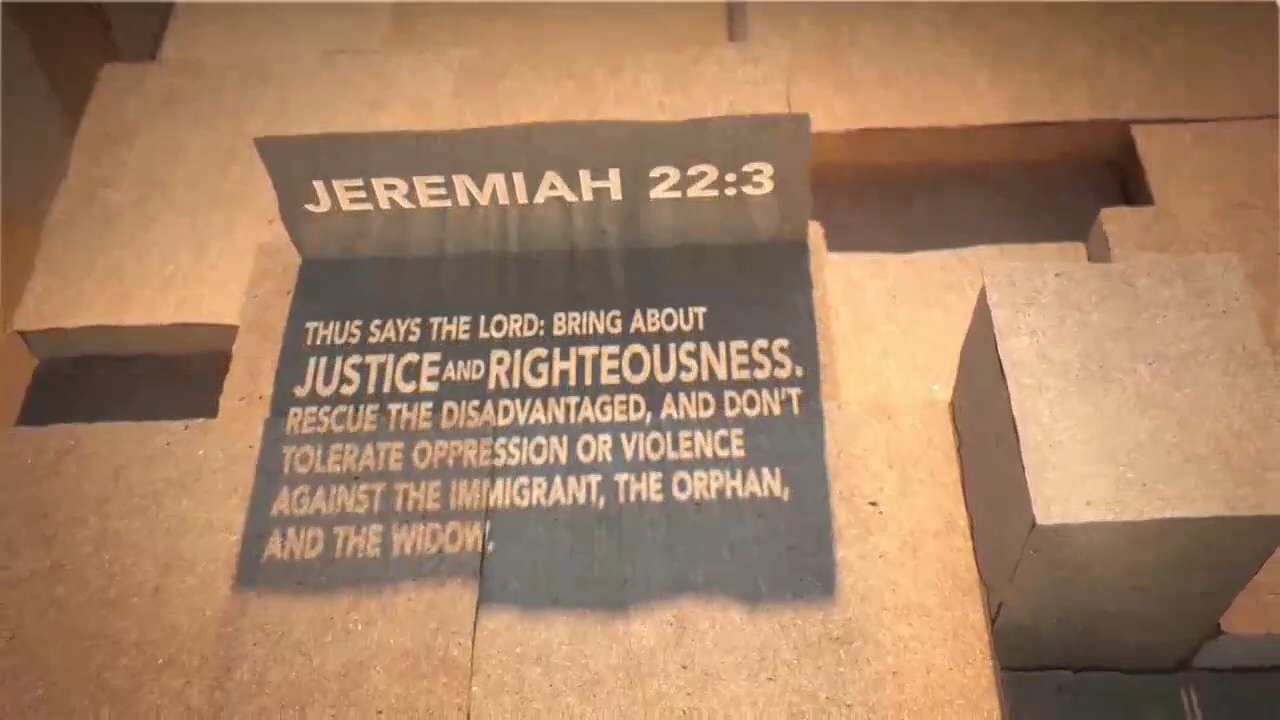 JEREMIAH 22:3
THUS SAYS THE LORD: BRING ABOUT
JUSTICE AND RIGHTEOUSNESS.
RESCUE THE DISADVANTAGED, AND DON'T
TOLERATE OPPRESSION OR VIOLENCE
AGAINST THE IMMIGRANT, THE ORPHAN,
AND THE WIDOW.